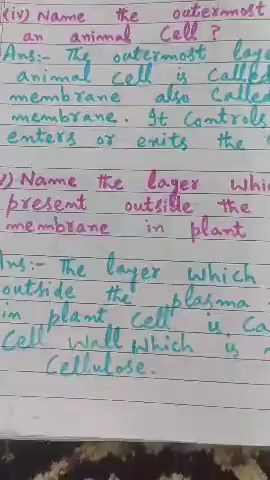 (iv) Name the outermost
an animal Cell ?
Ans:- The outermost
animal cell is called
membrane also called
membrane. It controls
enters or exits the
) Name the layer
present outside the
membrane in plant
ns:- The layer which
outside the plasma
in plant cell is
Cell wall which is
Cellulose.